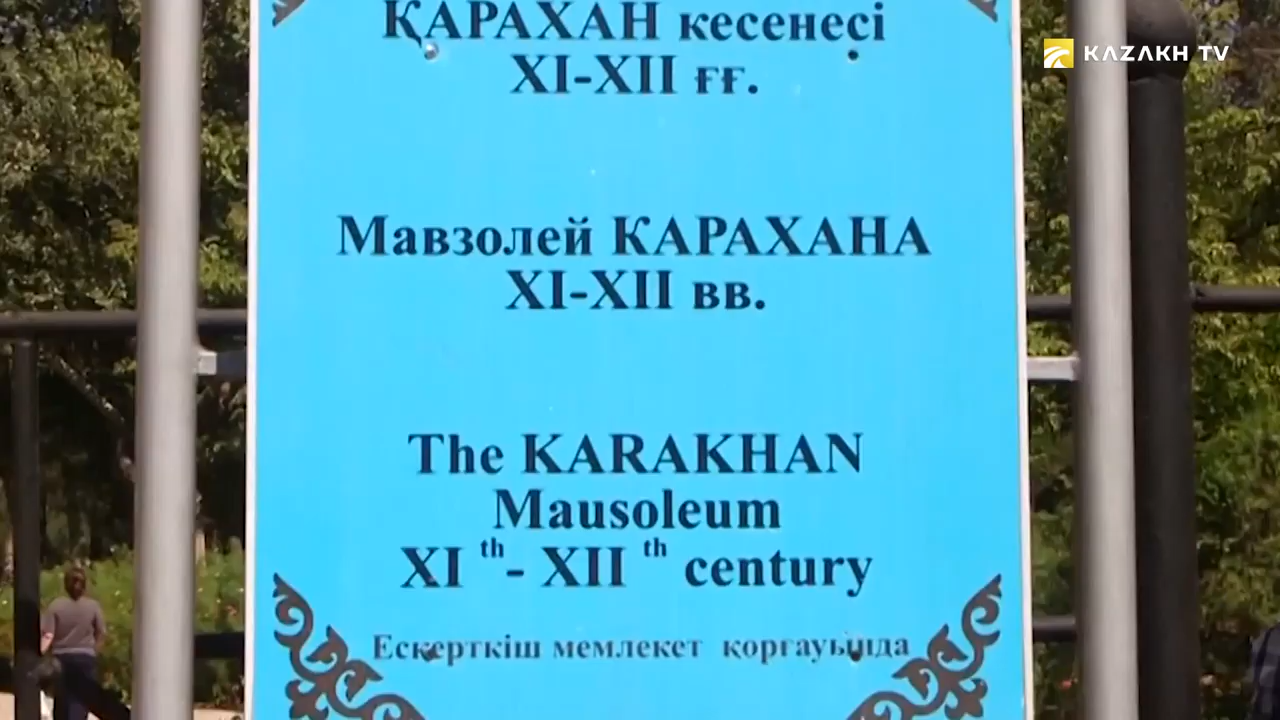 KAZAKH TV
ҚАРАХАН кесенесі
XI-XII ғғ.
Мавзолей КАРАХАНА
XI-XII вв.
The KARAKHAN
Mausoleum
XI th - XII th century
Ескерткіш мемлекет қорғауында